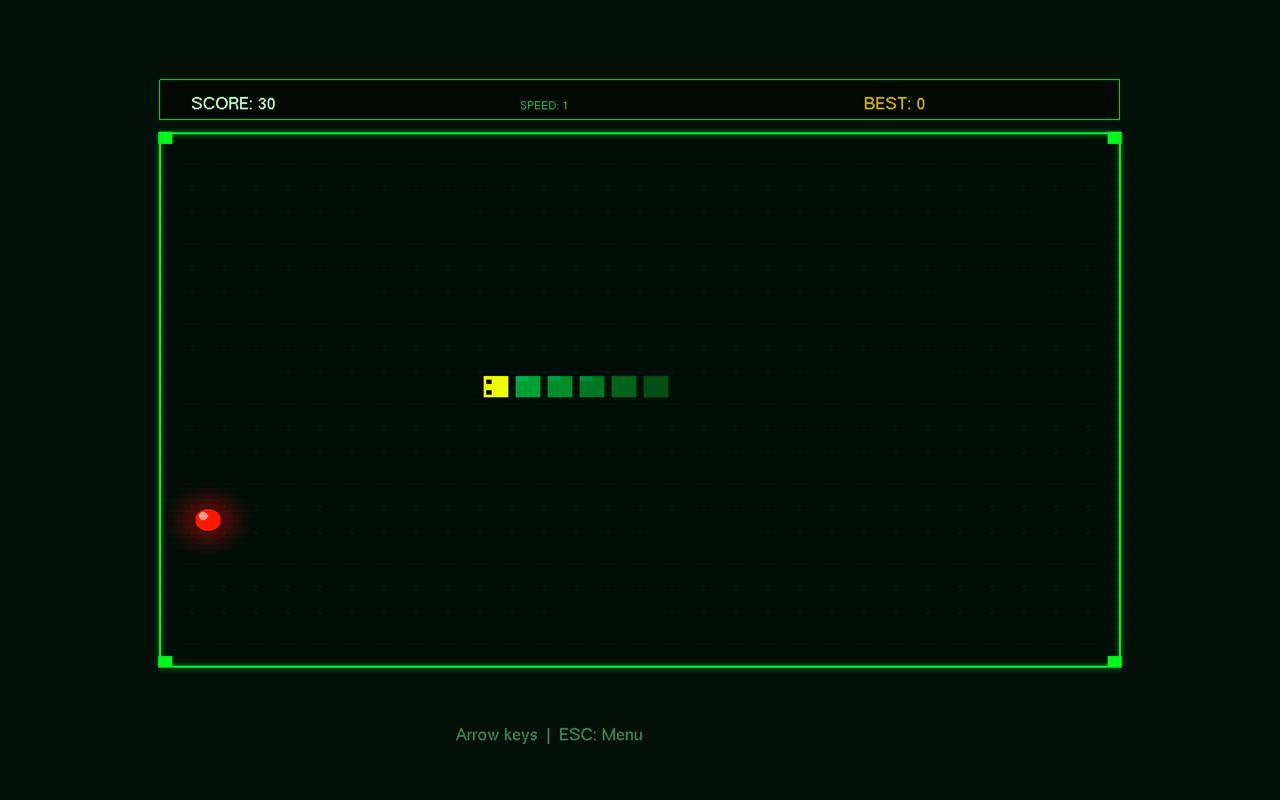 SCORE: 30 SPEED: 1 BEST: 0
Arrow keys | ESC: Menu